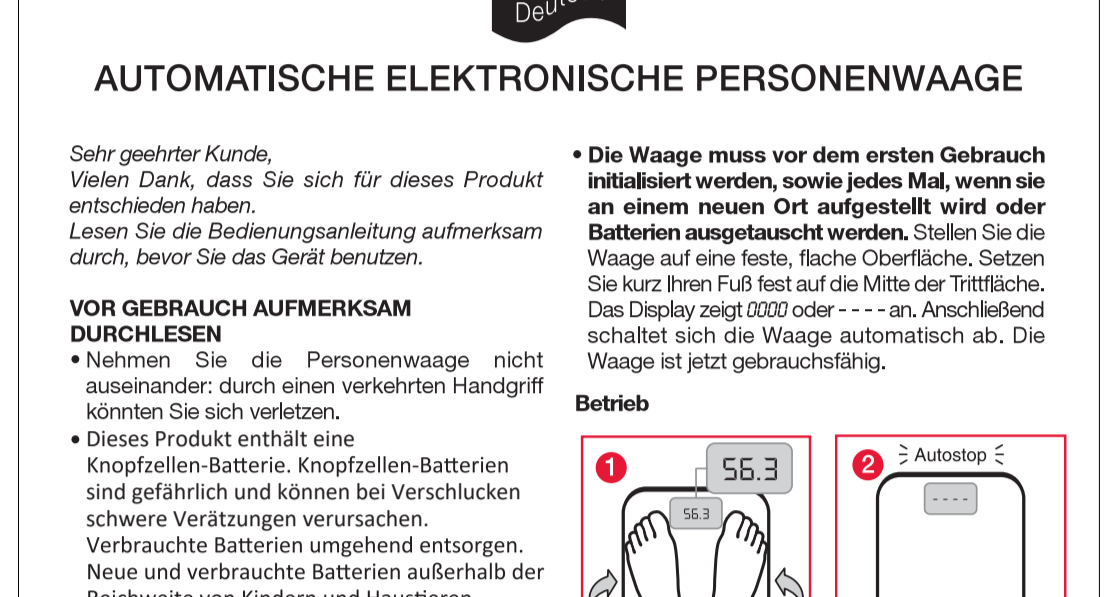 AUTOMATISCHE ELEKTRONISCHE PERSONENWAAGE
Sehr geehrter Kunde,
Vielen Dank, dass Sie sich für dieses Produkt
entschieden haben.
Lesen Sie die Bedienungsanleitung aufmerksam
durch, bevor Sie das Gerät benutzen.
VOR GEBRAUCH AUFMERKSAM
DURCHLESEN
• Nehmen Sie die Personenwaage nicht
auseinander: durch einen verkehrten Handgriff
könnten Sie sich verletzen.
• Dieses Produkt enthält eine
Knopfzellen-Batterie. Knopfzellen-Batterien
sind gefährlich und können bei Verschlucken
schwere Verätzungen verursachen.
Verbrauchte Batterien umgehend entsorgen.
Neue und verbrauchte Batterien außerhalb der
Reichweite von Kindern und Haustieren
• Die Waage muss vor dem ersten Gebrauch
initialisiert werden, sowie jedes Mal, wenn sie
an einem neuen Ort aufgestellt wird oder
Batterien ausgetauscht werden. Stellen Sie die
Waage auf eine feste, flache Oberfläche. Setzen
Sie kurz Ihren Fuß fest auf die Mitte der Trittfläche.
Das Display zeigt 0000 oder - - - - an. Anschließend
schaltet sich die Waage automatisch ab. Die
Waage ist jetzt gebrauchsfähig.
Betrieb
1
56.3
56.3
2
Autostop
- - - -